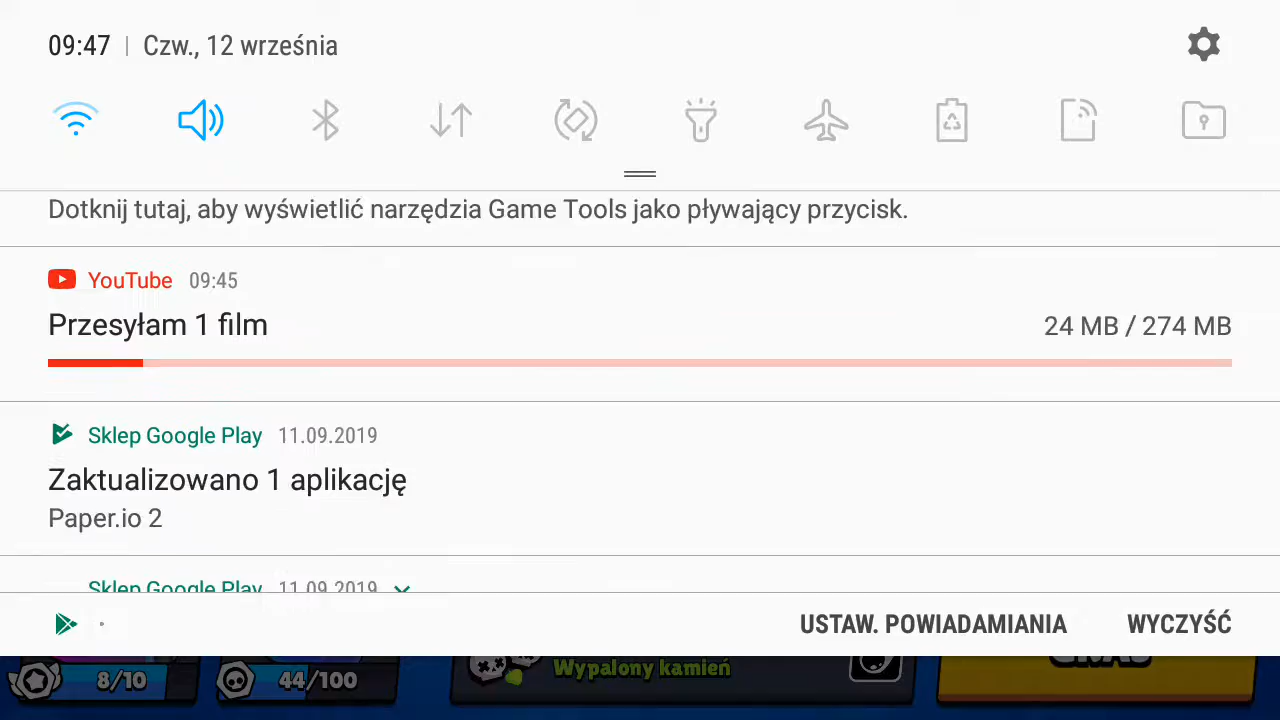 09:47 | Czw., 12 września
Dotknij tutaj, aby wyświetlić narzędzia Game Tools jako pływający przycisk.
YouTube 09:45
Przesyłam 1 film 24 MB / 274 MB
Sklep Google Play 11.09.2019
Zaktualizowano 1 aplikację
Paper.io 2
Sklep Google Play 11.09.2019
USTAW. POWIADAMIANIA WYCZYŚĆ
8/10 44/100 Wypalony kamień